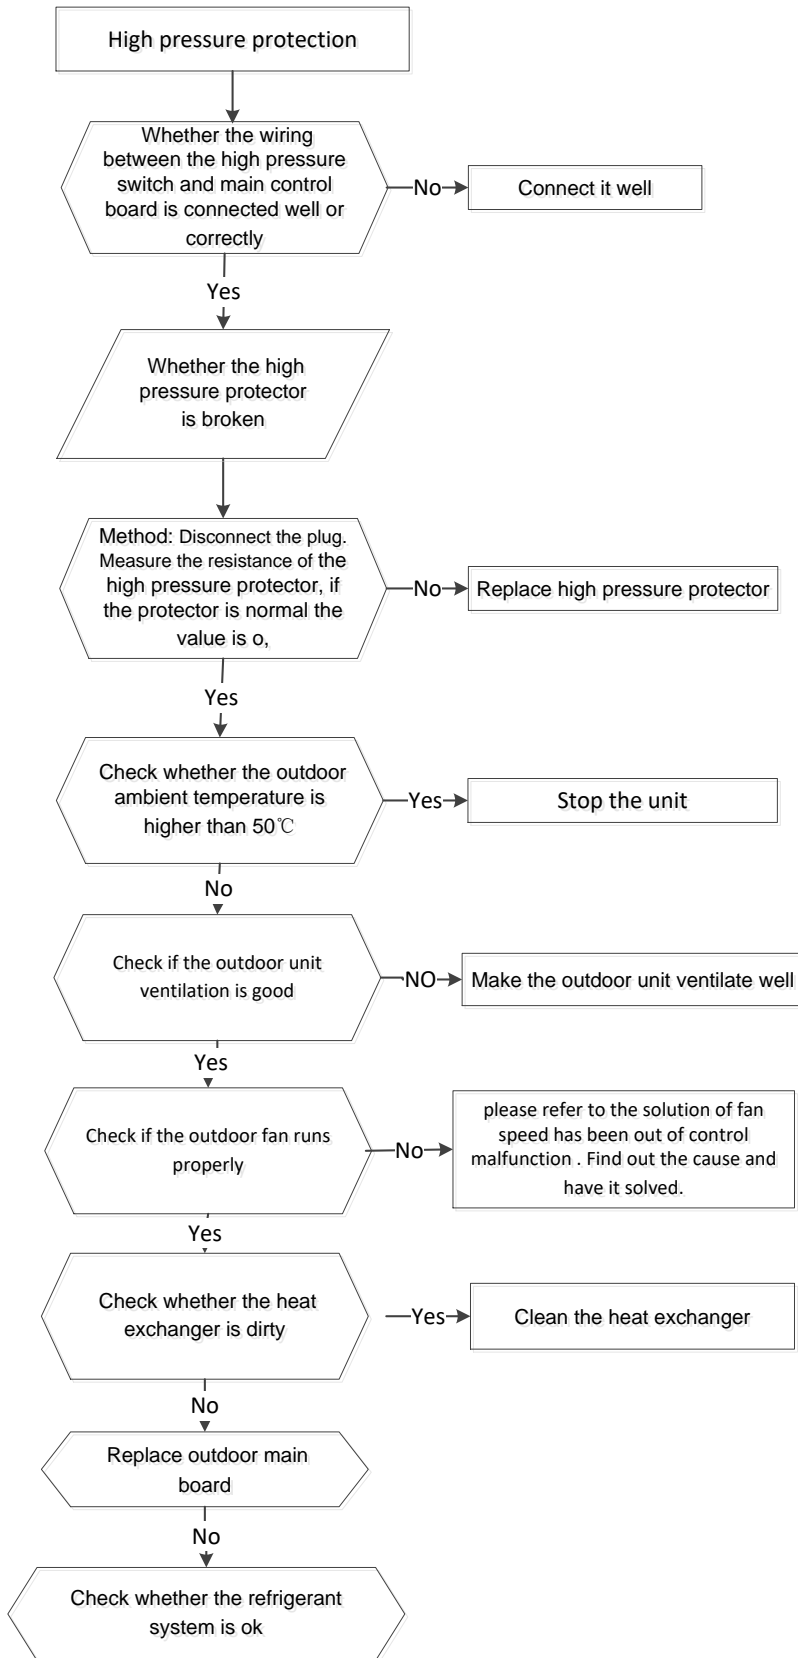 High pressure protection
Whether the wiring
between the high pressure
switch and main control
board is connected well or
correctly
No
Connect it well
Yes
Whether the high
pressure protector
is broken
Method: Disconnect the plug.
Measure the resistance of the
high pressure protector, if
the protector is normal the
value is o,
No
Replace high pressure protector
Yes
Check whether the outdoor
ambient temperature is
higher than 50℃
Yes
Stop the unit
No
Check if the outdoor unit
ventilation is good
NO
Make the outdoor unit ventilate well
Yes
Check if the outdoor fan runs
properly
No
please refer to the solution of fan
speed has been out of control
malfunction . Find out the cause and
have it solved.
Yes
Check whether the heat
exchanger is dirty
Yes
Clean the heat exchanger
No
Replace outdoor main
board
No
Check whether the refrigerant
system is ok